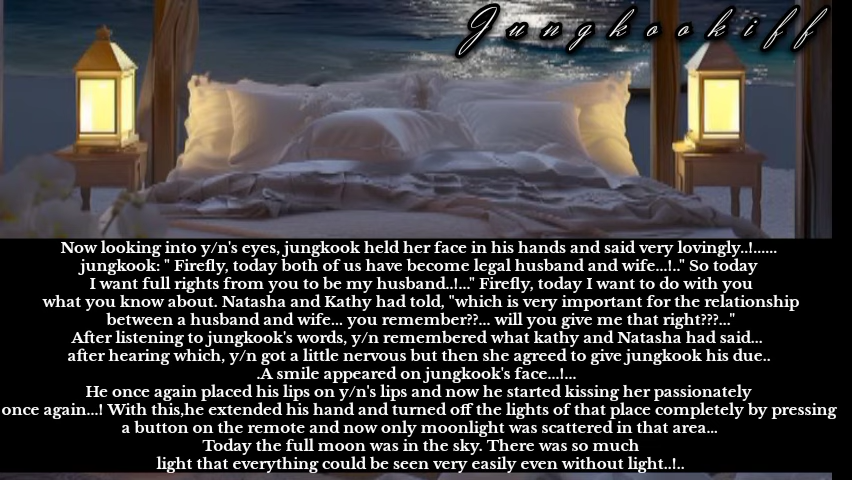 Jungkookiff
Now looking into y/n's eyes, jungkook held her face in his hands and said very lovingly..!......
jungkook: " Firefly, today both of us have become legal husband and wife...!.." So today
I want full rights from you to be my husband..!..." Firefly, today I want to do with you
what you know about. Natasha and Kathy had told, "which is very important for the relationship
between a husband and wife... you remember??... will you give me that right???..."
After listening to jungkook's words, y/n remembered what kathy and Natasha had said...
after hearing which, y/n got a little nervous but then she agreed to give jungkook his due..
.A smile appeared on jungkook's face...!...
He once again placed his lips on y/n's lips and now he started kissing her passionately
once again...! With this,he extended his hand and turned off the lights of that place completely by pressing
a button on the remote and now only moonlight was scattered in that area...
Today the full moon was in the sky. There was so much
light that everything could be seen very easily even without light..!..